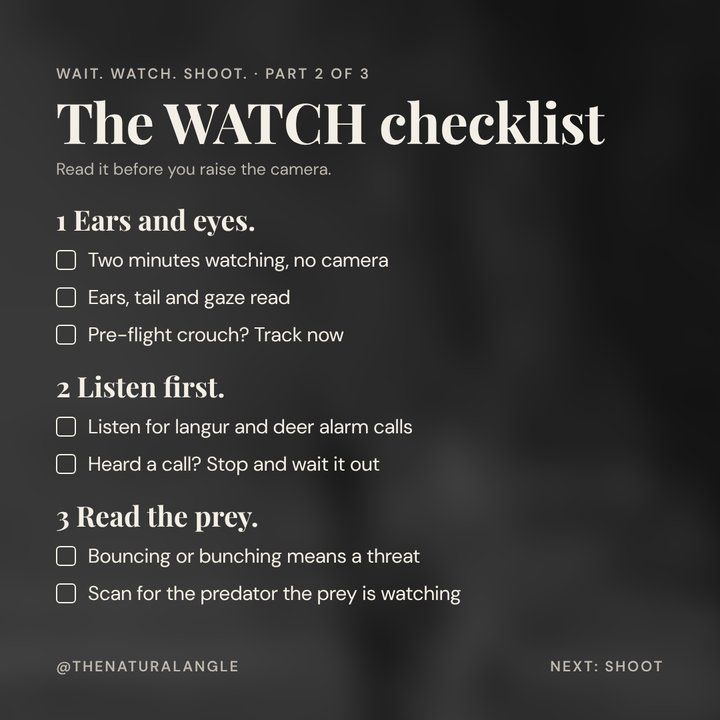 WAIT. WATCH. SHOOT. · PART 2 OF 3
The WATCH checklist
Read it before you raise the camera.
1 Ears and eyes.
Two minutes watching, no camera
Ears, tail and gaze read
Pre-flight crouch? Track now
2 Listen first.
Listen for langur and deer alarm calls
Heard a call? Stop and wait it out
3 Read the prey.
Bouncing or bunching means a threat
Scan for the predator the prey is watching
@THENATURALANGLE
NEXT: SHOOT